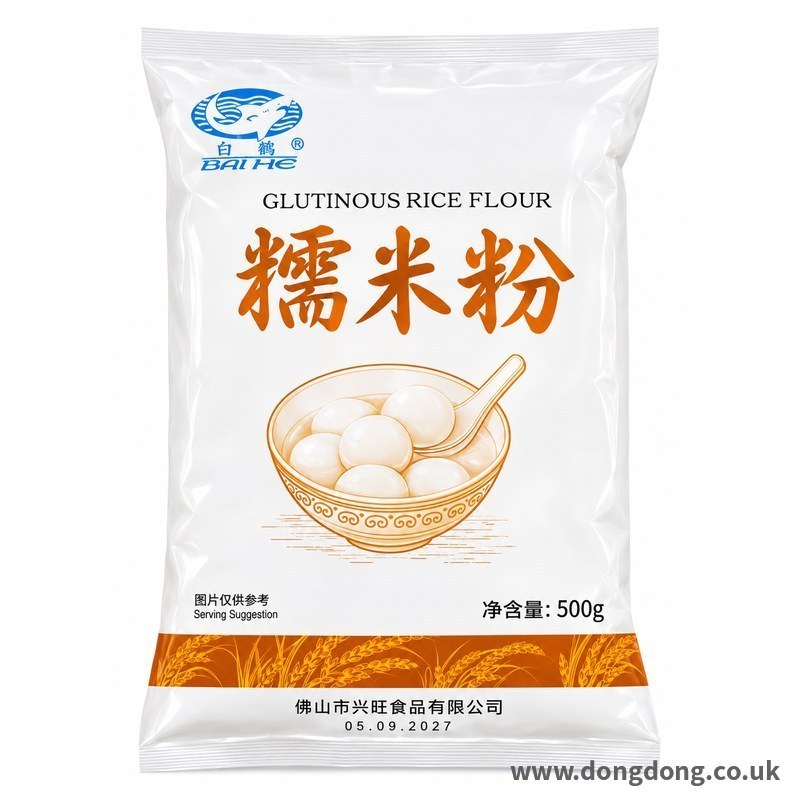 白鹤®
BAI HE
GLUTINOUS RICE FLOUR
糯米粉
图片仅供参考
Serving Suggestion
净含量: 500g
佛山市兴旺食品有限公司
05.09.2027
www.dongdong.co.uk